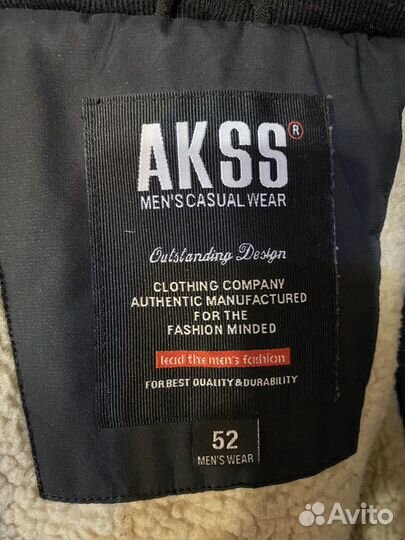 AKSS®
MEN'S CASUAL WEAR
Outstanding Design
CLOTHING COMPANY
AUTHENTIC MANUFACTURED
FOR THE
FASHION MINDED
lead the men's fashion
FOR BEST QUALITY & DURABILITY
52
MEN'S WEAR
Avito